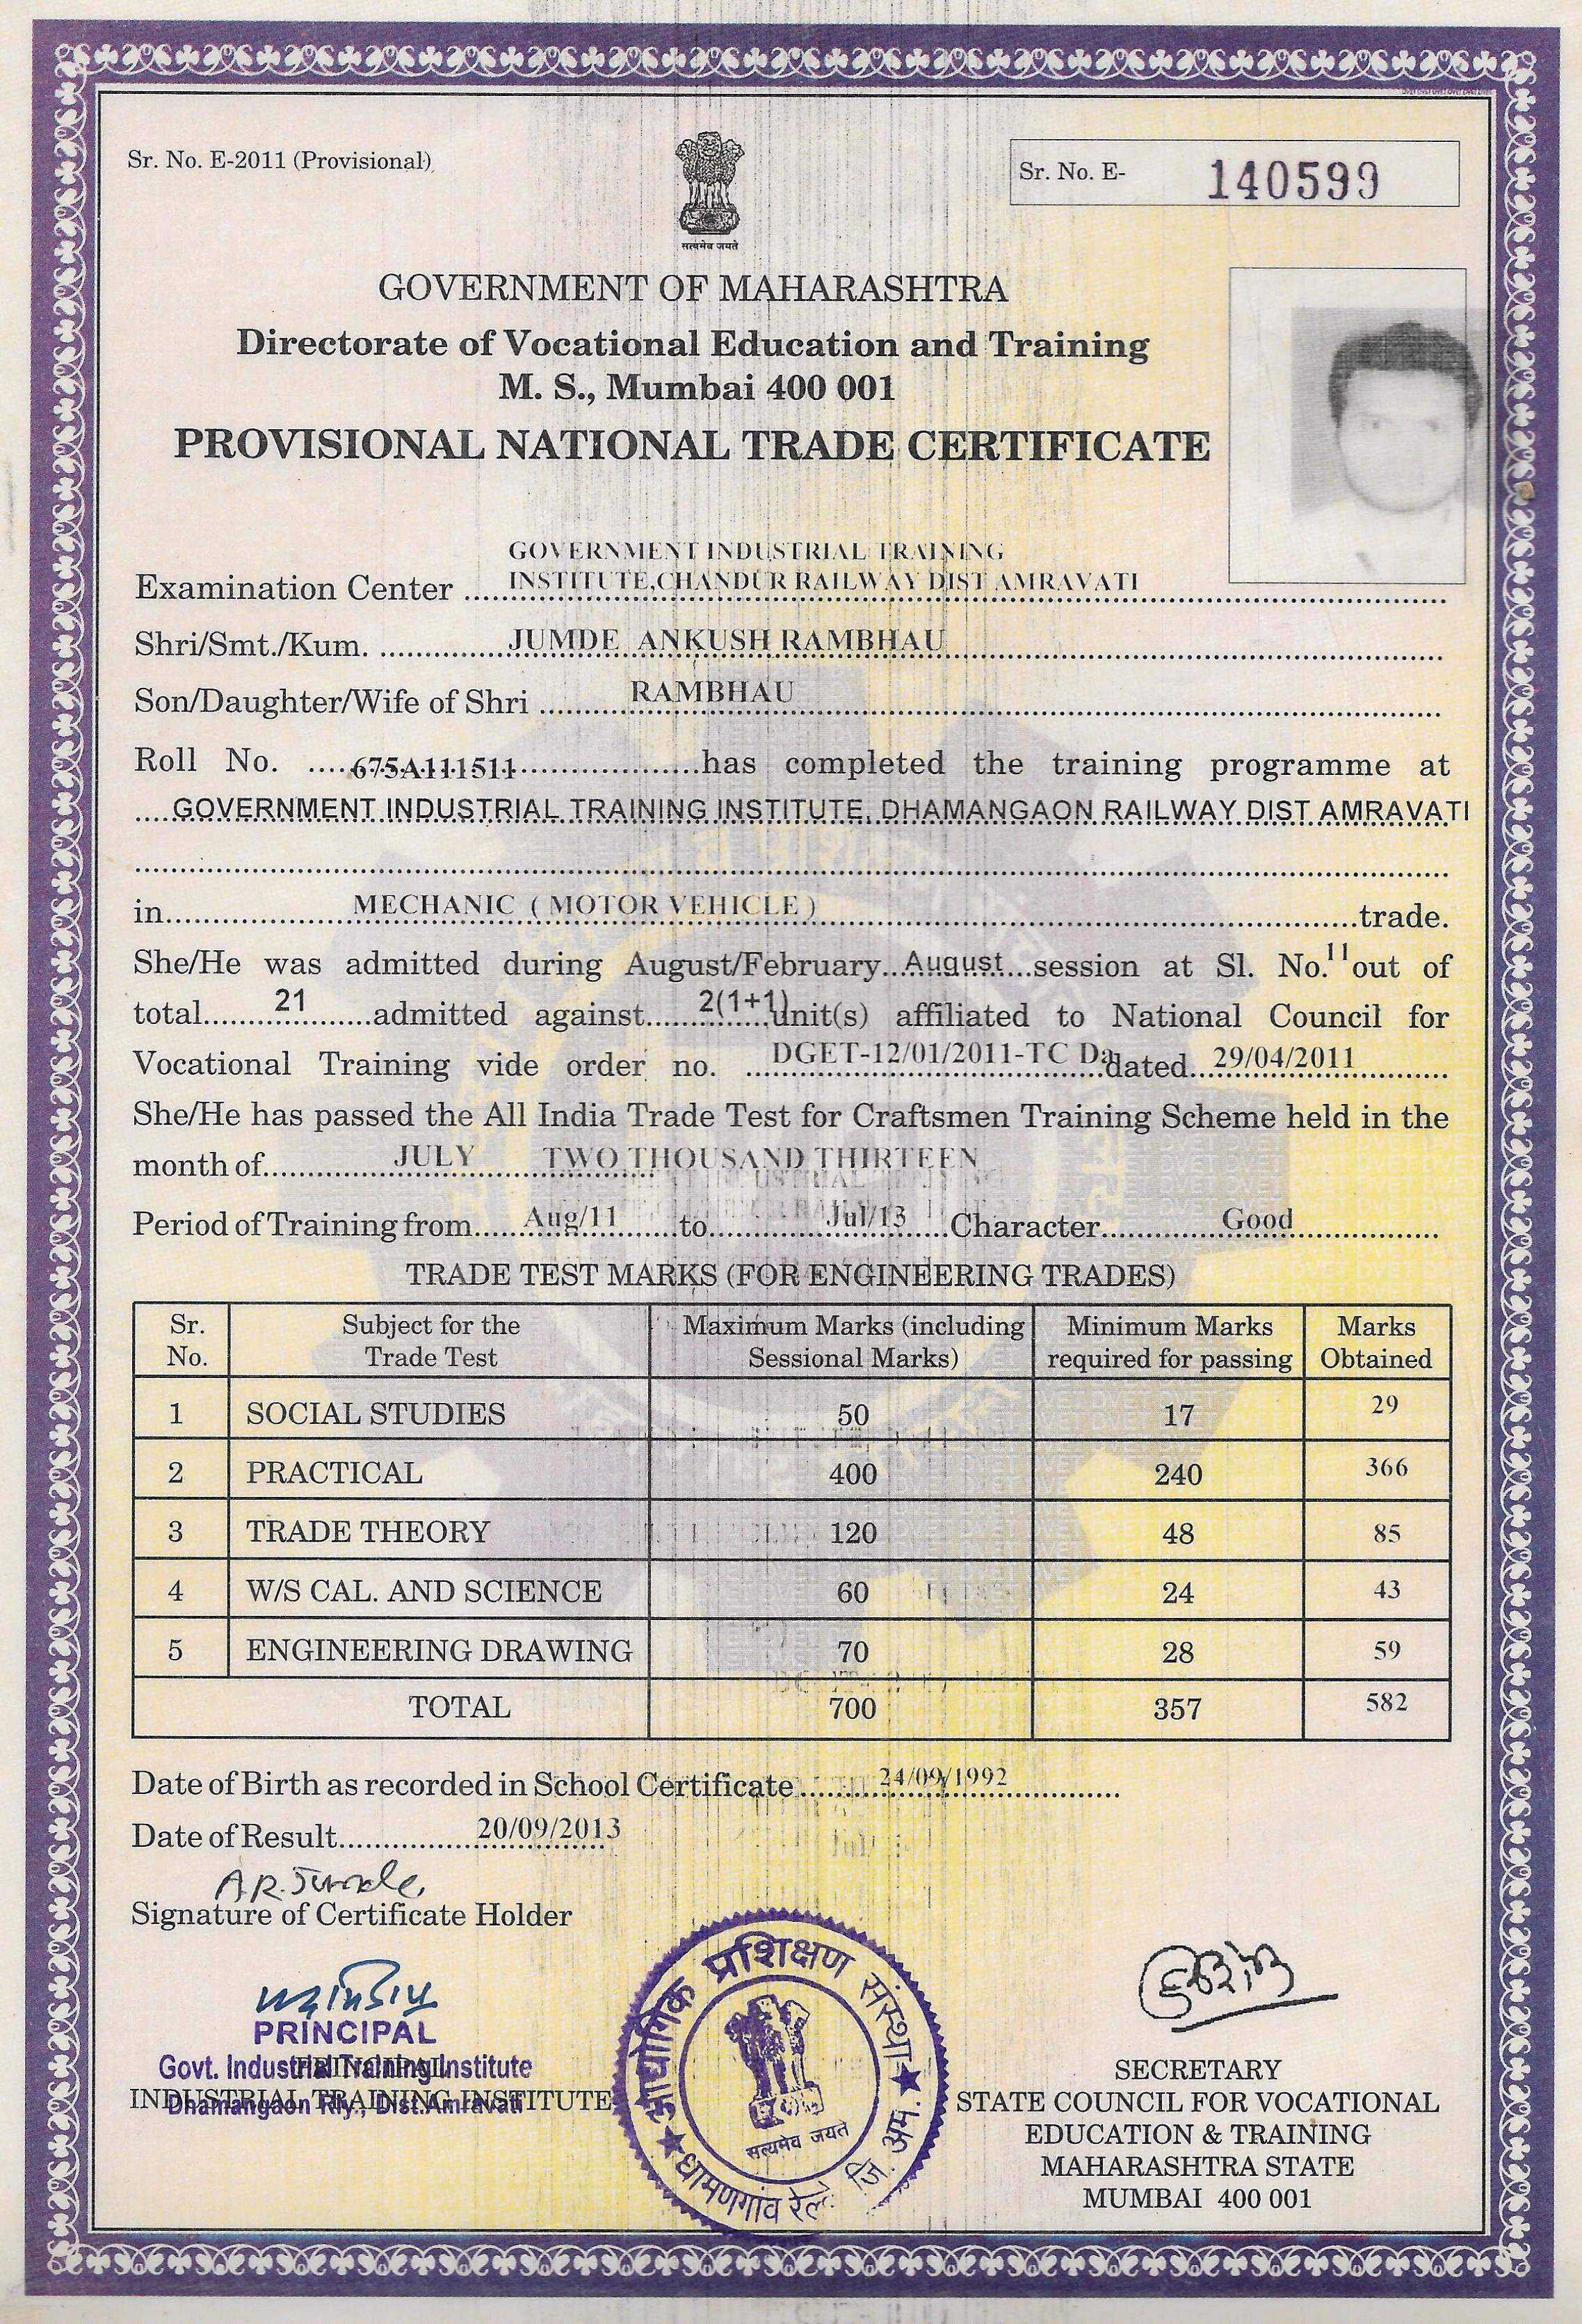 Sr. No. E-2011 (Provisional)
Sr. No. E- 140599
सत्यमेव जयते
GOVERNMENT OF MAHARASHTRA
Directorate of Vocational Education and Training
M. S., Mumbai 400 001
PROVISIONAL NATIONAL TRADE CERTIFICATE
GOVERNMENT INDUSTRIAL TRAINING
Examination Center ....INSTITUTE,CHANDUR RAILWAY DIST AMRAVATI
Shri/Smt./Kum. ............JUMDE ANKUSH RAMBHAU
Son/Daughter/Wife of Shri .........RAMBHAU
Roll No. ....675A111511....................has completed the training programme at
....GOVERNMENT INDUSTRIAL TRAINING INSTITUTE, DHAMANGAON RAILWAY DIST AMRAVATI
in....................MECHANIC ( MOTOR VEHICLE )....................trade.
She/He was admitted during August/February...August...session at Sl. No. 11 out of
total........21........admitted against......2(1+1)unit(s) affiliated to National Council for
Vocational Training vide order no. ...DGET-12/01/2011-TC Da dated..29/04/2011
She/He has passed the All India Trade Test for Craftsmen Training Scheme held in the
month of............JULY TWO THOUSAND THIRTEEN
Period of Training from.....Aug/11......to..........Jul/13....Character............Good
TRADE TEST MARKS (FOR ENGINEERING TRADES)
Sr. No. Subject for the Trade Test Maximum Marks (including Sessional Marks) Minimum Marks required for passing Marks Obtained
1 SOCIAL STUDIES 50 17 29
2 PRACTICAL 400 240 366
3 TRADE THEORY 120 48 85
4 W/S CAL. AND SCIENCE 60 24 43
5 ENGINEERING DRAWING 70 28 59
TOTAL 700 357 582
Date of Birth as recorded in School Certificate........24/09/1992
Date of Result...............20/09/2013
A.R.Jumde
Signature of Certificate Holder
PRINCIPAL
Govt. Industrial Training Institute
Dhamangaon Rly., Dist.Amravati
PRINCIPAL
INDUSTRIAL TRAINING INSTITUTE
औद्योगिक प्रशिक्षण संस्था
धामणगांव रेल्वे जि. अम.
सत्यमेव जयते
SECRETARY
STATE COUNCIL FOR VOCATIONAL
EDUCATION & TRAINING
MAHARASHTRA STATE
MUMBAI 400 001